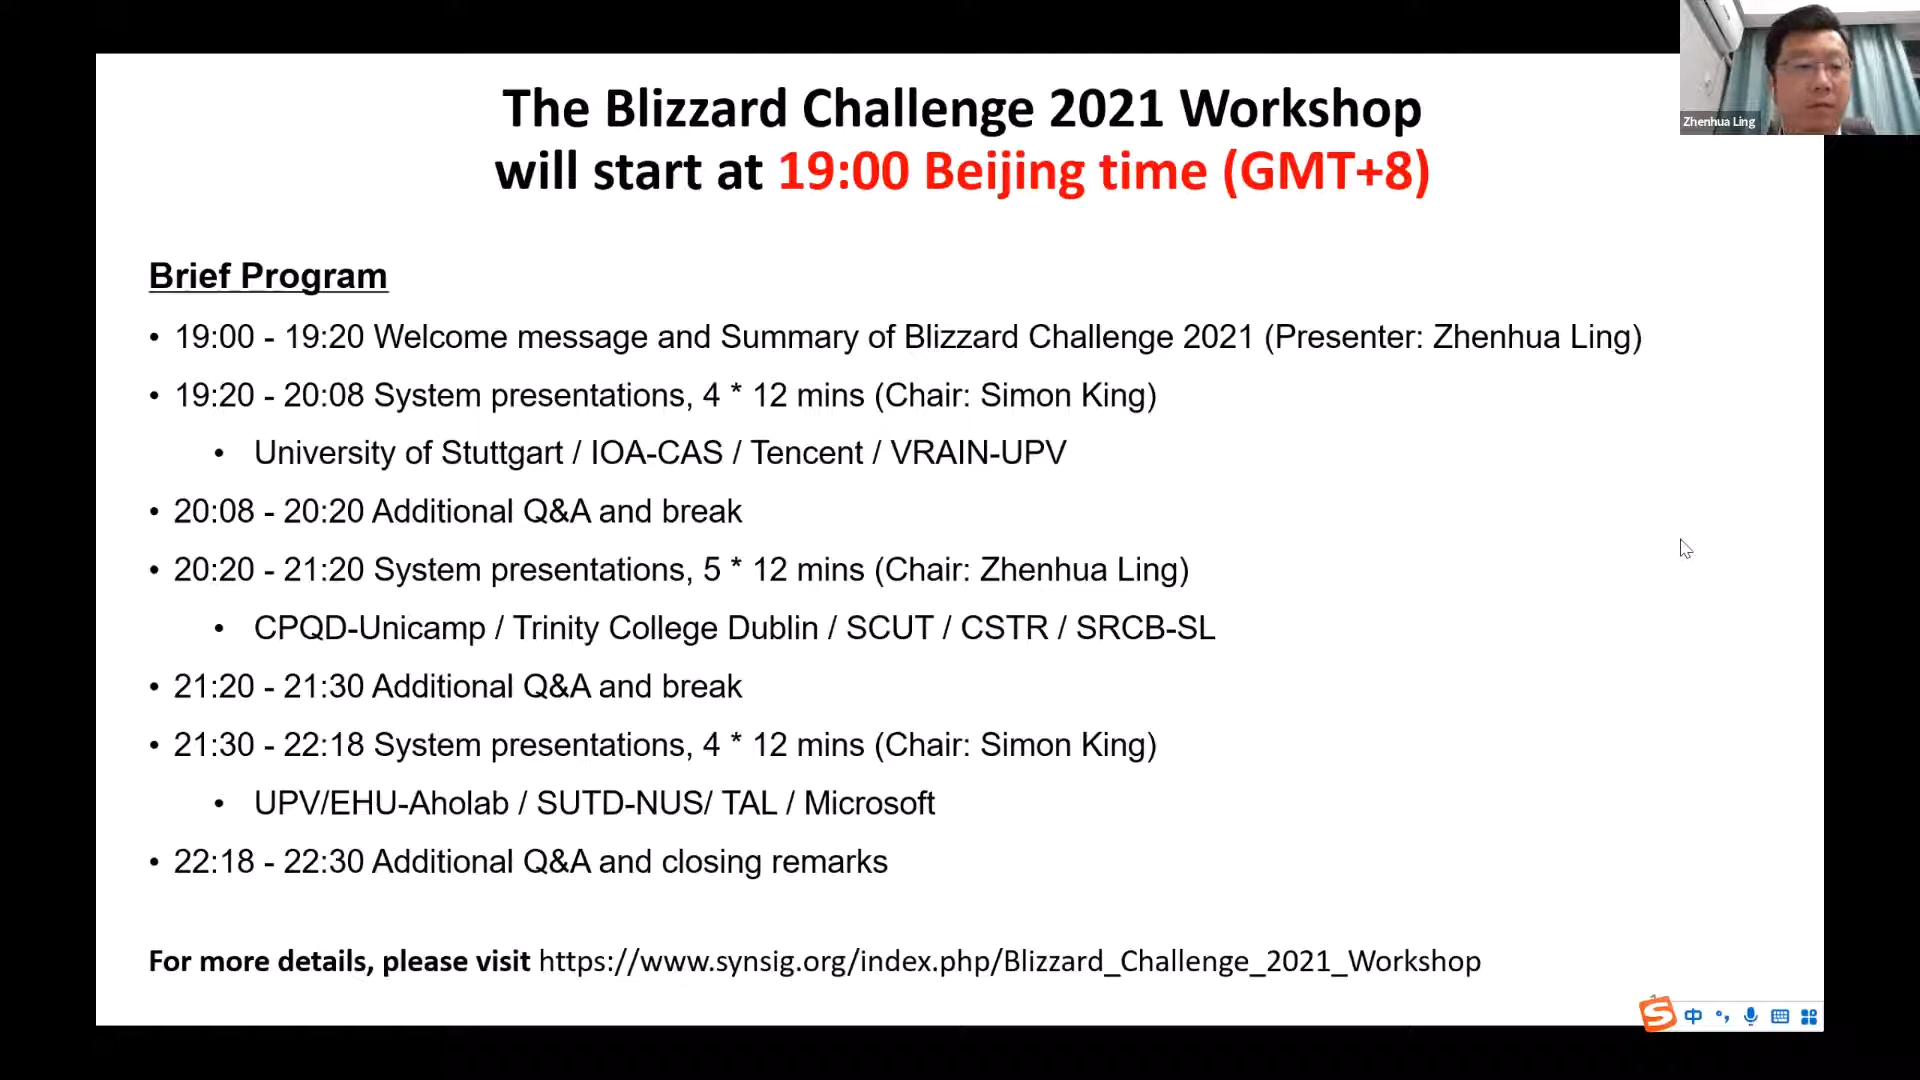 The Blizzard Challenge 2021 Workshop
will start at 19:00 Beijing time (GMT+8)
Zhenhua Ling
Brief Program
• 19:00 - 19:20 Welcome message and Summary of Blizzard Challenge 2021 (Presenter: Zhenhua Ling)
• 19:20 - 20:08 System presentations, 4 * 12 mins (Chair: Simon King)
• University of Stuttgart / IOA-CAS / Tencent / VRAIN-UPV
• 20:08 - 20:20 Additional Q&A and break
• 20:20 - 21:20 System presentations, 5 * 12 mins (Chair: Zhenhua Ling)
• CPQD-Unicamp / Trinity College Dublin / SCUT / CSTR / SRCB-SL
• 21:20 - 21:30 Additional Q&A and break
• 21:30 - 22:18 System presentations, 4 * 12 mins (Chair: Simon King)
• UPV/EHU-Aholab / SUTD-NUS/ TAL / Microsoft
• 22:18 - 22:30 Additional Q&A and closing remarks
For more details, please visit https://www.synsig.org/index.php/Blizzard_Challenge_2021_Workshop
S 中 °,